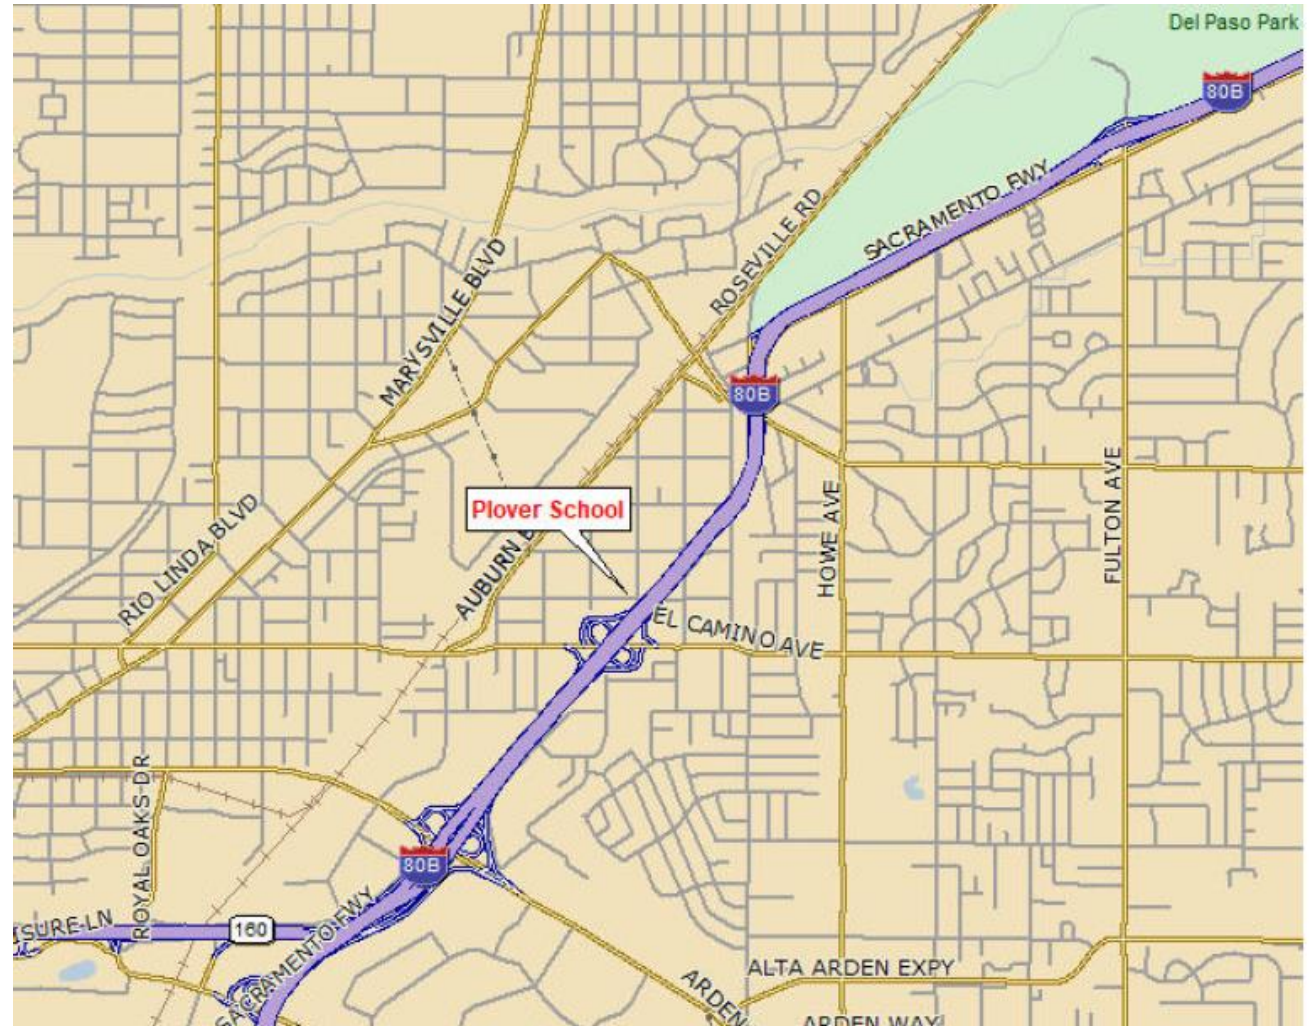 Del Paso Park
80B
SACRAMENTO FWY
ROSEVILLE RD
MARYSVILLE BLVD
80B
Plover School
FULTON AVE
HOWE AVE
RIO LINDA BLVD
AUBURN
EL CAMINO AVE
ROYAL OAKS DR
80B
ISURE LN
160
SACRAMENTO FWY
ALTA ARDEN EXPY
ARDEN
ARDEN WAY